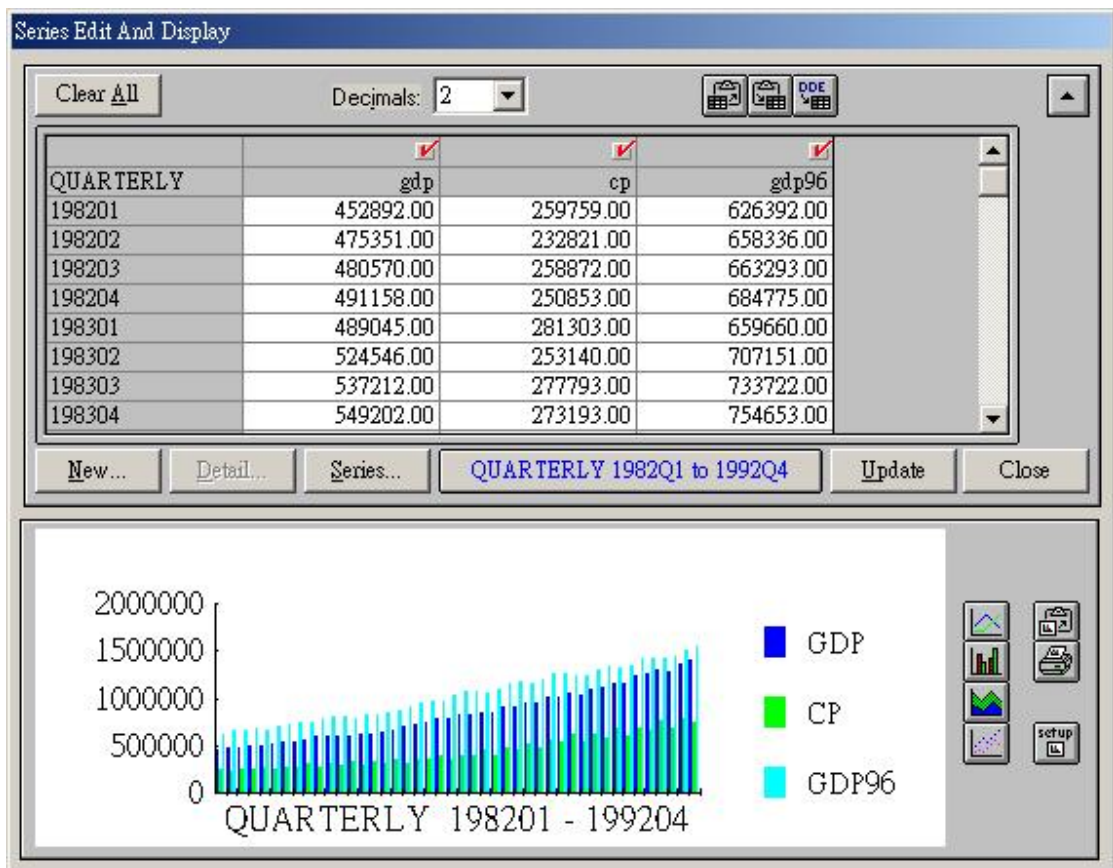 Series Edit And Display
Clear All Decimals: 2 DDE
QUARTERLY gdp cp gdp96
198201 452892.00 259759.00 626392.00
198202 475351.00 232821.00 658336.00
198203 480570.00 258872.00 663293.00
198204 491158.00 250853.00 684775.00
198301 489045.00 281303.00 659660.00
198302 524546.00 253140.00 707151.00
198303 537212.00 277793.00 733722.00
198304 549202.00 273193.00 754653.00
New... Detail... Series... QUARTERLY 1982Q1 to 1992Q4 Update Close
2000000
1500000
1000000
500000
0
QUARTERLY 198201 - 199204
GDP
CP
GDP96
setup